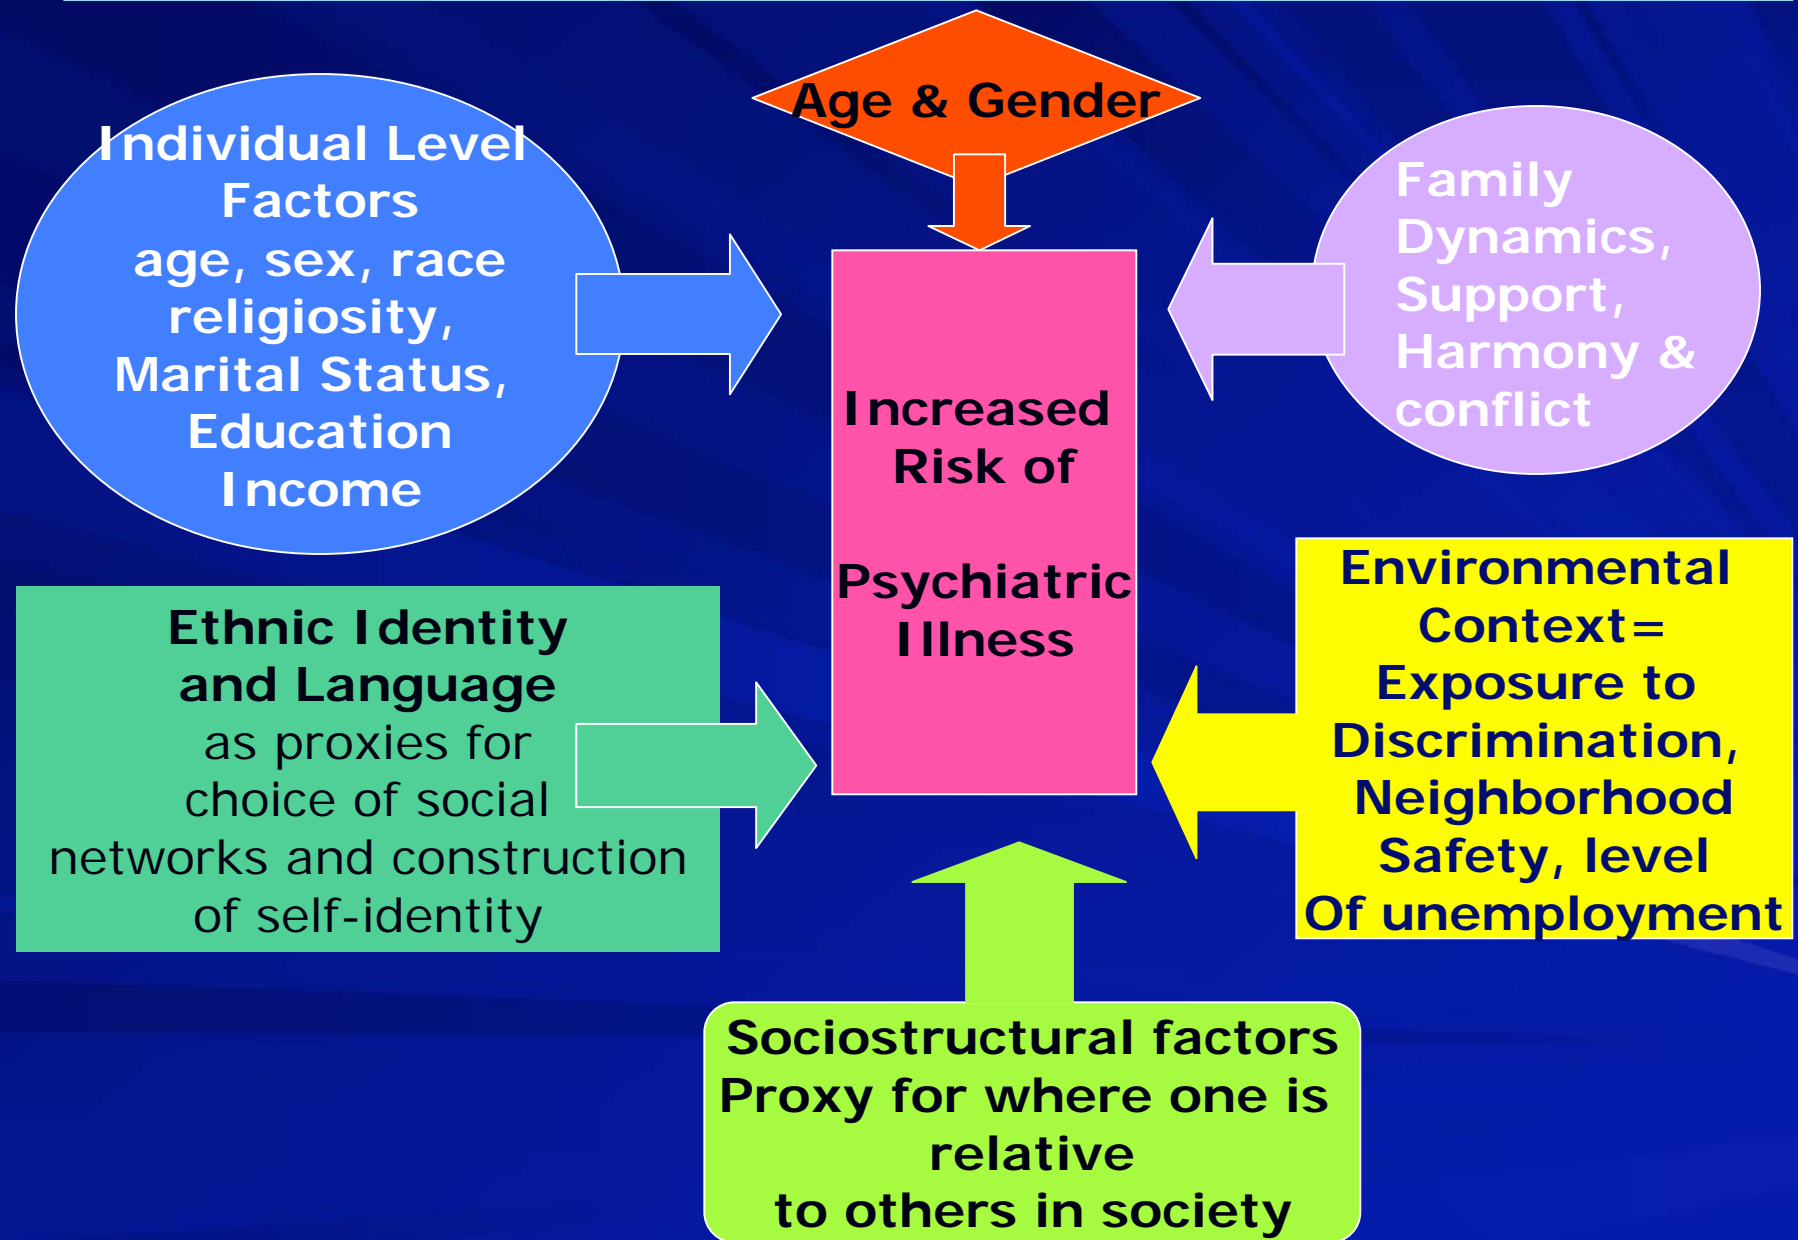 Age & Gender
Individual Level
Factors
age, sex, race
religiosity,
Marital Status,
Education
Income
Family
Dynamics,
Support,
Harmony &
conflict
Increased
Risk of
Psychiatric
Illness
Ethnic Identity
and Language
as proxies for
choice of social
networks and construction
of self-identity
Environmental
Context=
Exposure to
Discrimination,
Neighborhood
Safety, level
Of unemployment
Sociostructural factors
Proxy for where one is
relative
to others in society